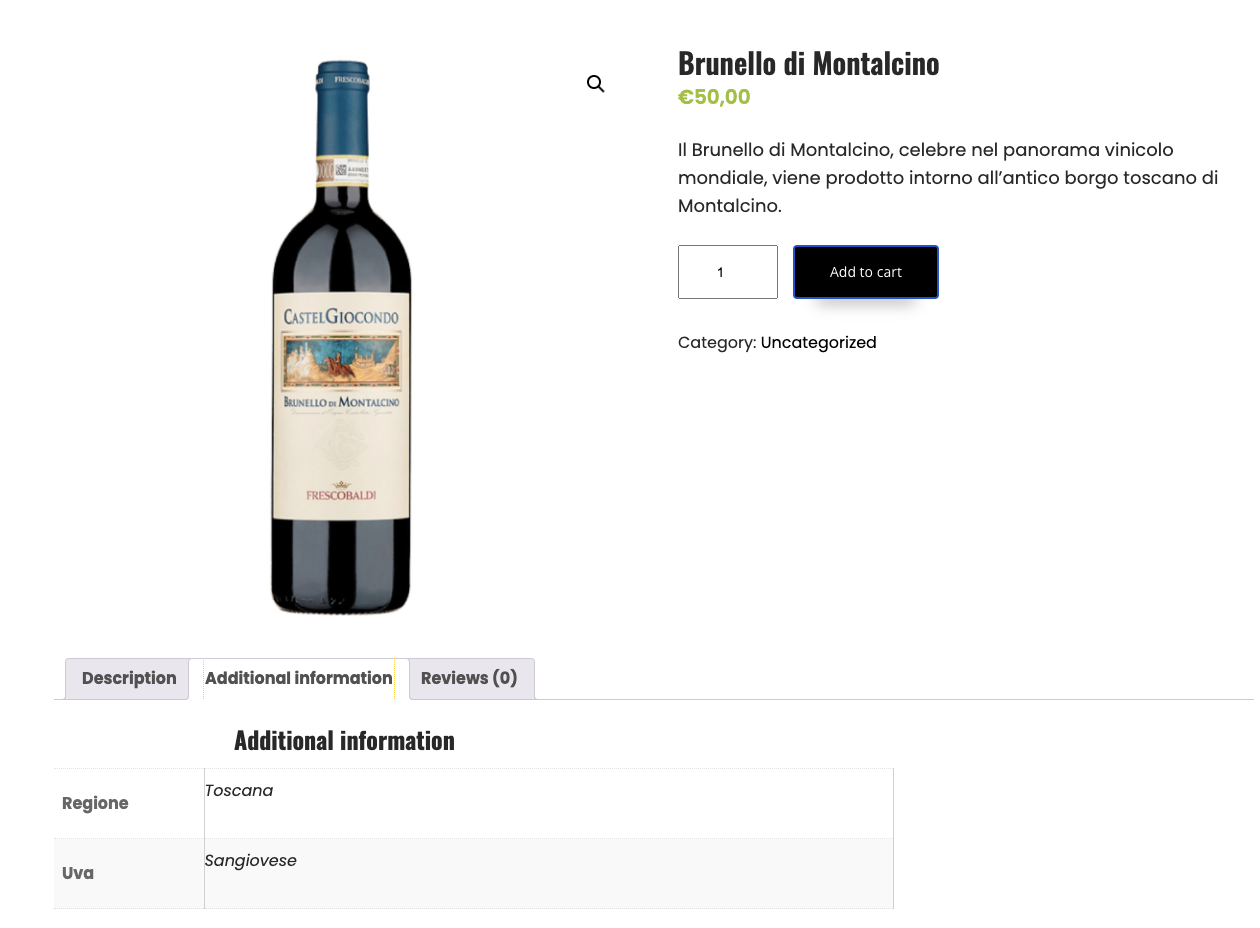 Brunello di Montalcino
€50,00
Il Brunello di Montalcino, celebre nel panorama vinicolo
mondiale, viene prodotto intorno all’antico borgo toscano di
Montalcino.
1
Add to cart
Category: Uncategorized
FRESCOBALDI
CASTELGIOCONDO
BRUNELLO DI MONTALCINO
FRESCOBALDI
Description
Additional information
Reviews (0)
Additional information
Regione
Toscana
Uva
Sangiovese